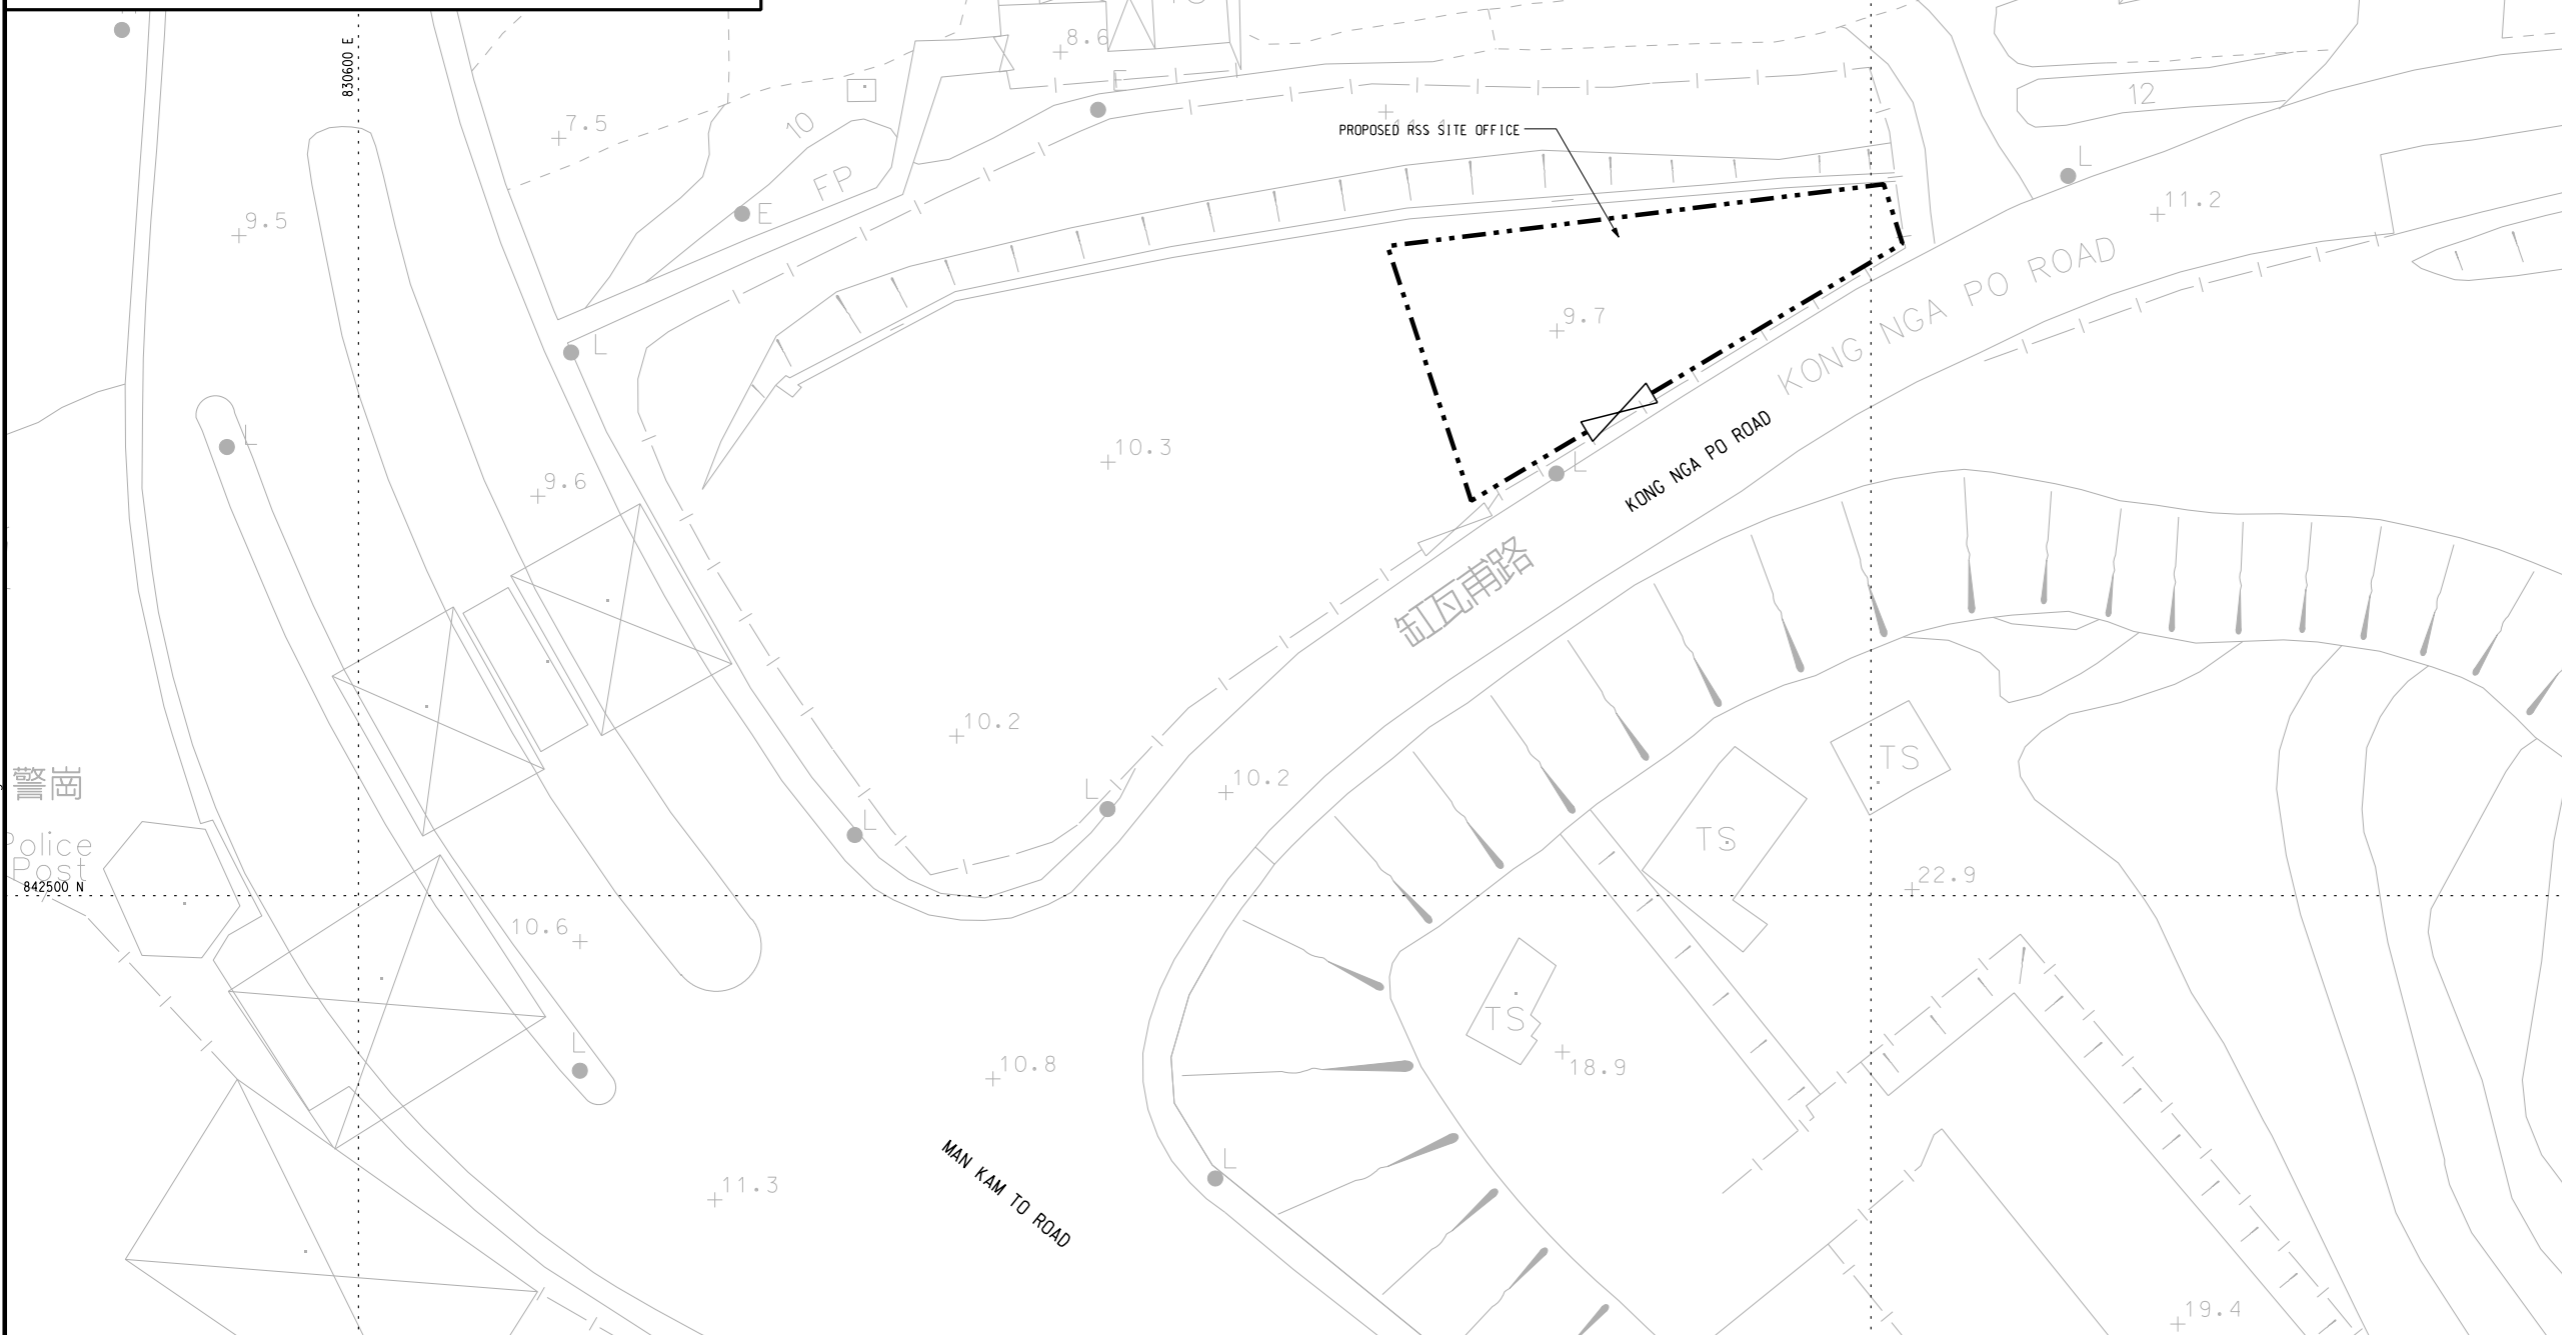 8.6
830600 E
E
7.5
10
12
11.1
PROPOSED RSS SITE OFFICE
L
FP
E
9.5
11.2
KONG NGA PO ROAD
9.7
L
L
10.3
KONG NGA PO ROAD
L
9.6
缸瓦甫路
10.2
10.2
警崗
Police
Post
842500 N
L
L
TS
TS
22.9
10.6
TS
L
10.8
18.9
MAN KAM TO ROAD
L
11.3
19.4